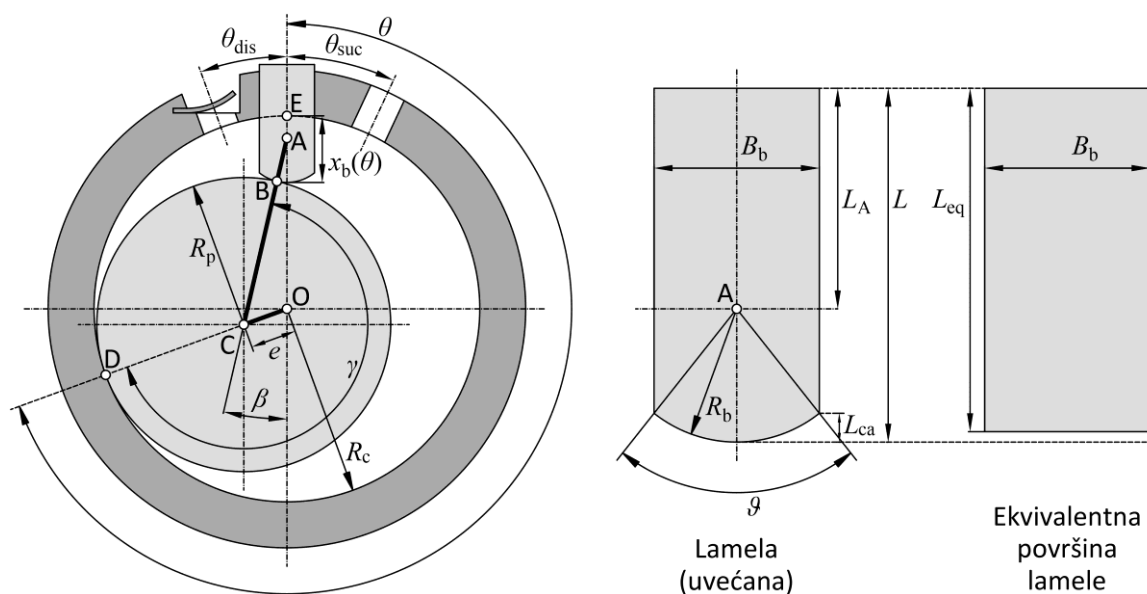 θ
θdis
θsuc
E
A
xb(θ)
B
Rp
O
C
e
D
γ
β
Rc
Bb
Bb
LA
L
Leq
A
Rb
Lca
ϑ
Lamela
(uvećana)
Ekvivalentna
površina
lamele